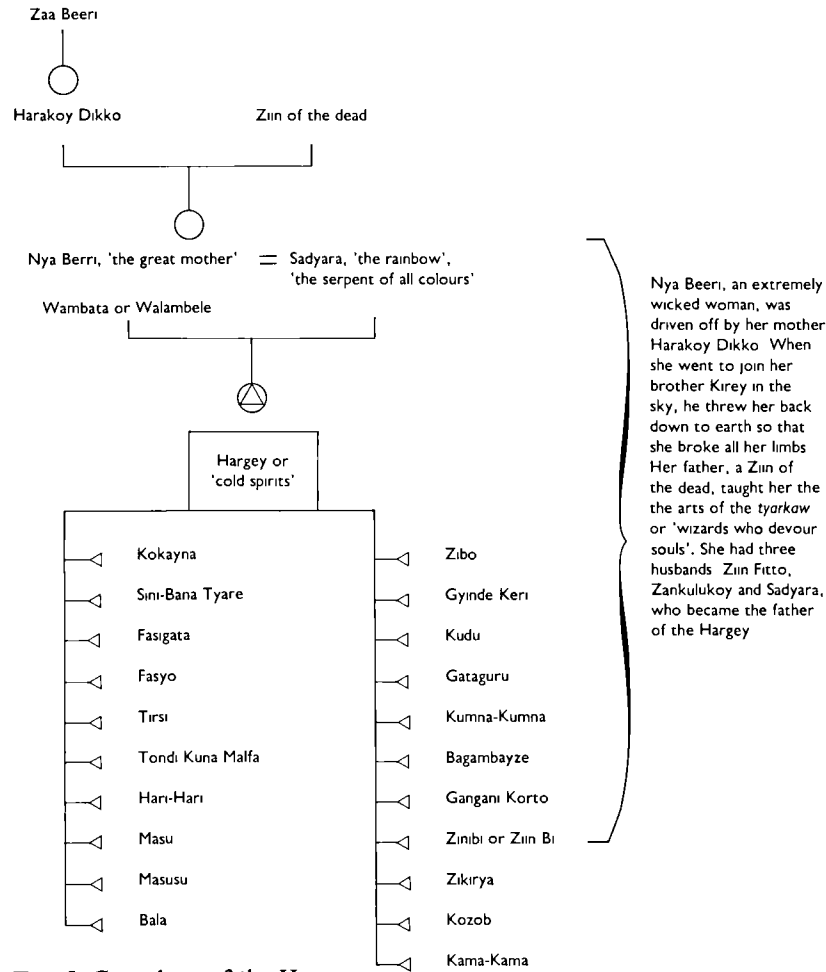 Zaa Beerı
Harakoy Dıkko
Zıın of the dead
Nya Berrı, 'the great mother' = Sadyara, 'the raınbow',
'the serpent of all colours'
Wambata or Walambele
Hargey or
'cold spırıts'
Kokayna
Sını-Bana Tyare
Fasıgata
Fasyo
Tırsı
Tondı Kuna Malfa
Harı-Harı
Masu
Masusu
Bala
Zıbo
Gyınde Kerı
Kudu
Gataguru
Kumna-Kumna
Bagambayze
Ganganı Korto
Zınıbı or Zıın Bı
Zıkırya
Kozob
Kama-Kama
Nya Beerı, an extremely
wıcked woman, was
drıven off by her mother
Harakoy Dıkko When
she went to joın her
brother Kırey ın the
sky, he threw her back
down to earth so that
she broke all her lımbs
Her father, a Zıın of
the dead, taught her the
the arts of the tyarkaw
or 'wızards who devour
souls'. She had three
husbands Zıın Fıtto,
Zankulukoy and Sadyara,
who became the father
of the Hargey